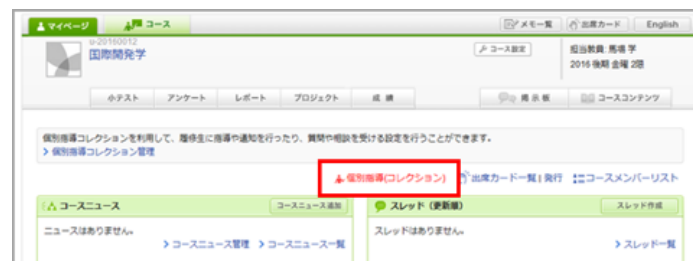 マイページ コース メモ一覧 出席カード English
u-20160012
国際開発学
コース設定
担当教員 馬場 学
2016 後期 金曜 2限
小テスト アンケート レポート プロジェクト 成績 掲示板 コースコンテンツ
個別指導コレクションを利用して、履修生に指導や通知を行ったり、質問や相談を受ける設定を行うことができます。
個別指導コレクション管理
個別指導(コレクション) 出席カード一覧 | 発行 コースメンバーリスト
コースニュース コースニュース追加 スレッド (更新順) スレッド作成
ニュースはありません。 スレッドはありません。
コースニュース管理 コースニュース一覧 スレッド一覧